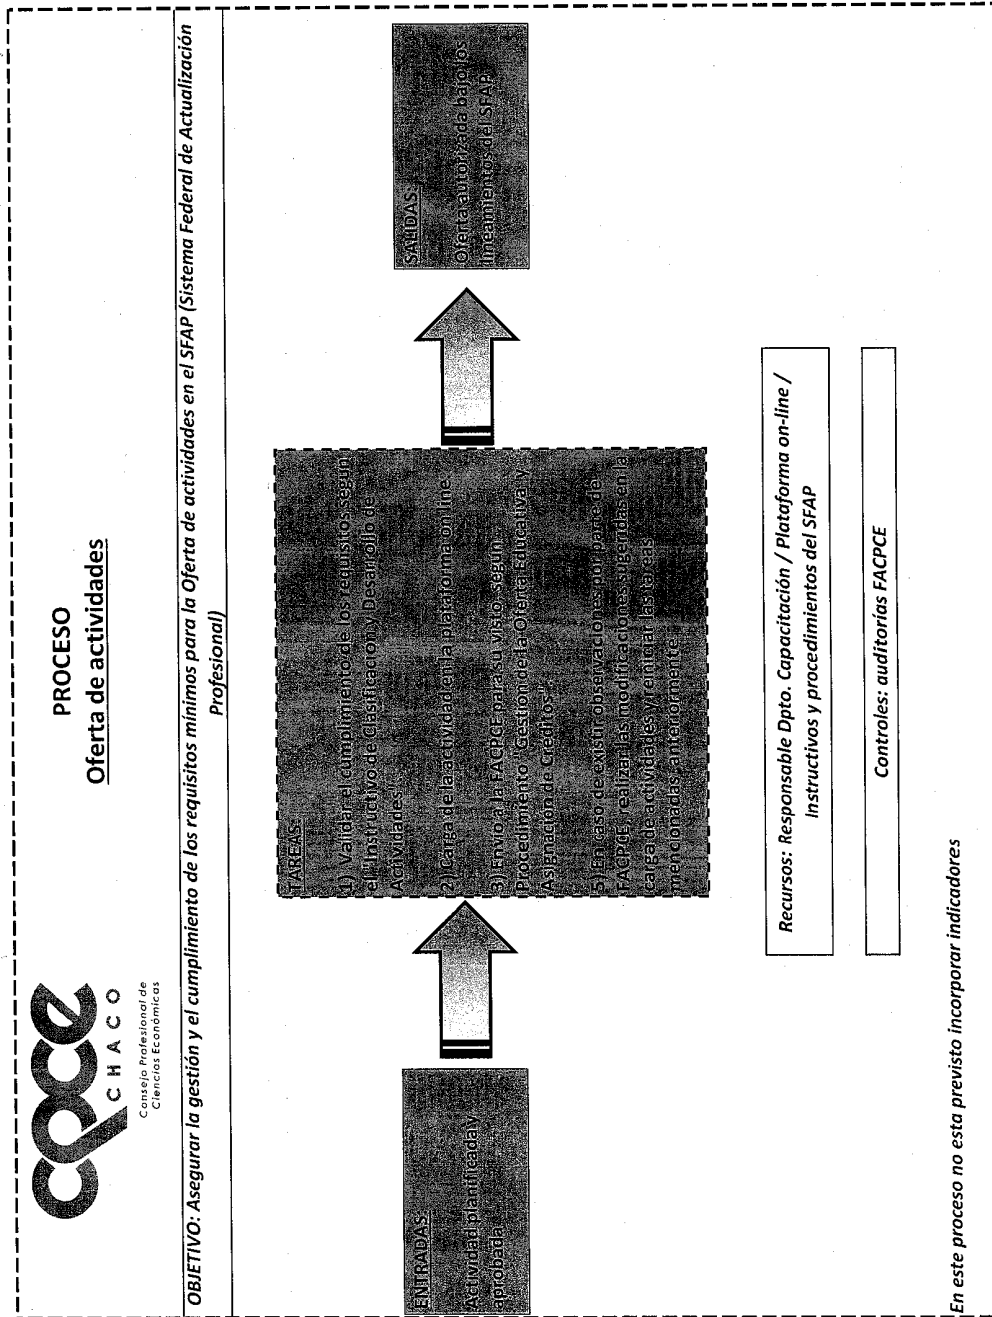 cpce
CHACO
Consejo Profesional de
Ciencias Económicas
PROCESO
Oferta de actividades
OBJETIVO: Asegurar la gestión y el cumplimiento de los requisitos mínimos para la Oferta de actividades en el SFAP (Sistema Federal de Actualización
Profesional)
ENTRADAS:
Actividad planificada y
aprobada
TAREAS:
1) Validar el cumplimiento de los requisitos según
el "Instructivo de Clasificación y Desarrollo de
Actividades"
2) Carga de la actividad en la plataforma on line.
3) Envío a la FACPCE para su visto, según
Procedimiento "Gestión de la Oferta Educativa y
Asignación de Créditos".
5) En caso de existir observaciones por parte de
FACPCE, realizar las modificaciones sugeridas en la
carga de actividades y reiniciar las tareas
mencionadas anteriormente
SALIDAS:
Oferta autorizada bajo los
lineamientos del SFAP
Recursos: Responsable Dpto. Capacitación / Plataforma on-line /
Instructivos y procedimientos del SFAP
Controles: auditorías FACPCE
En este proceso no esta previsto incorporar indicadores